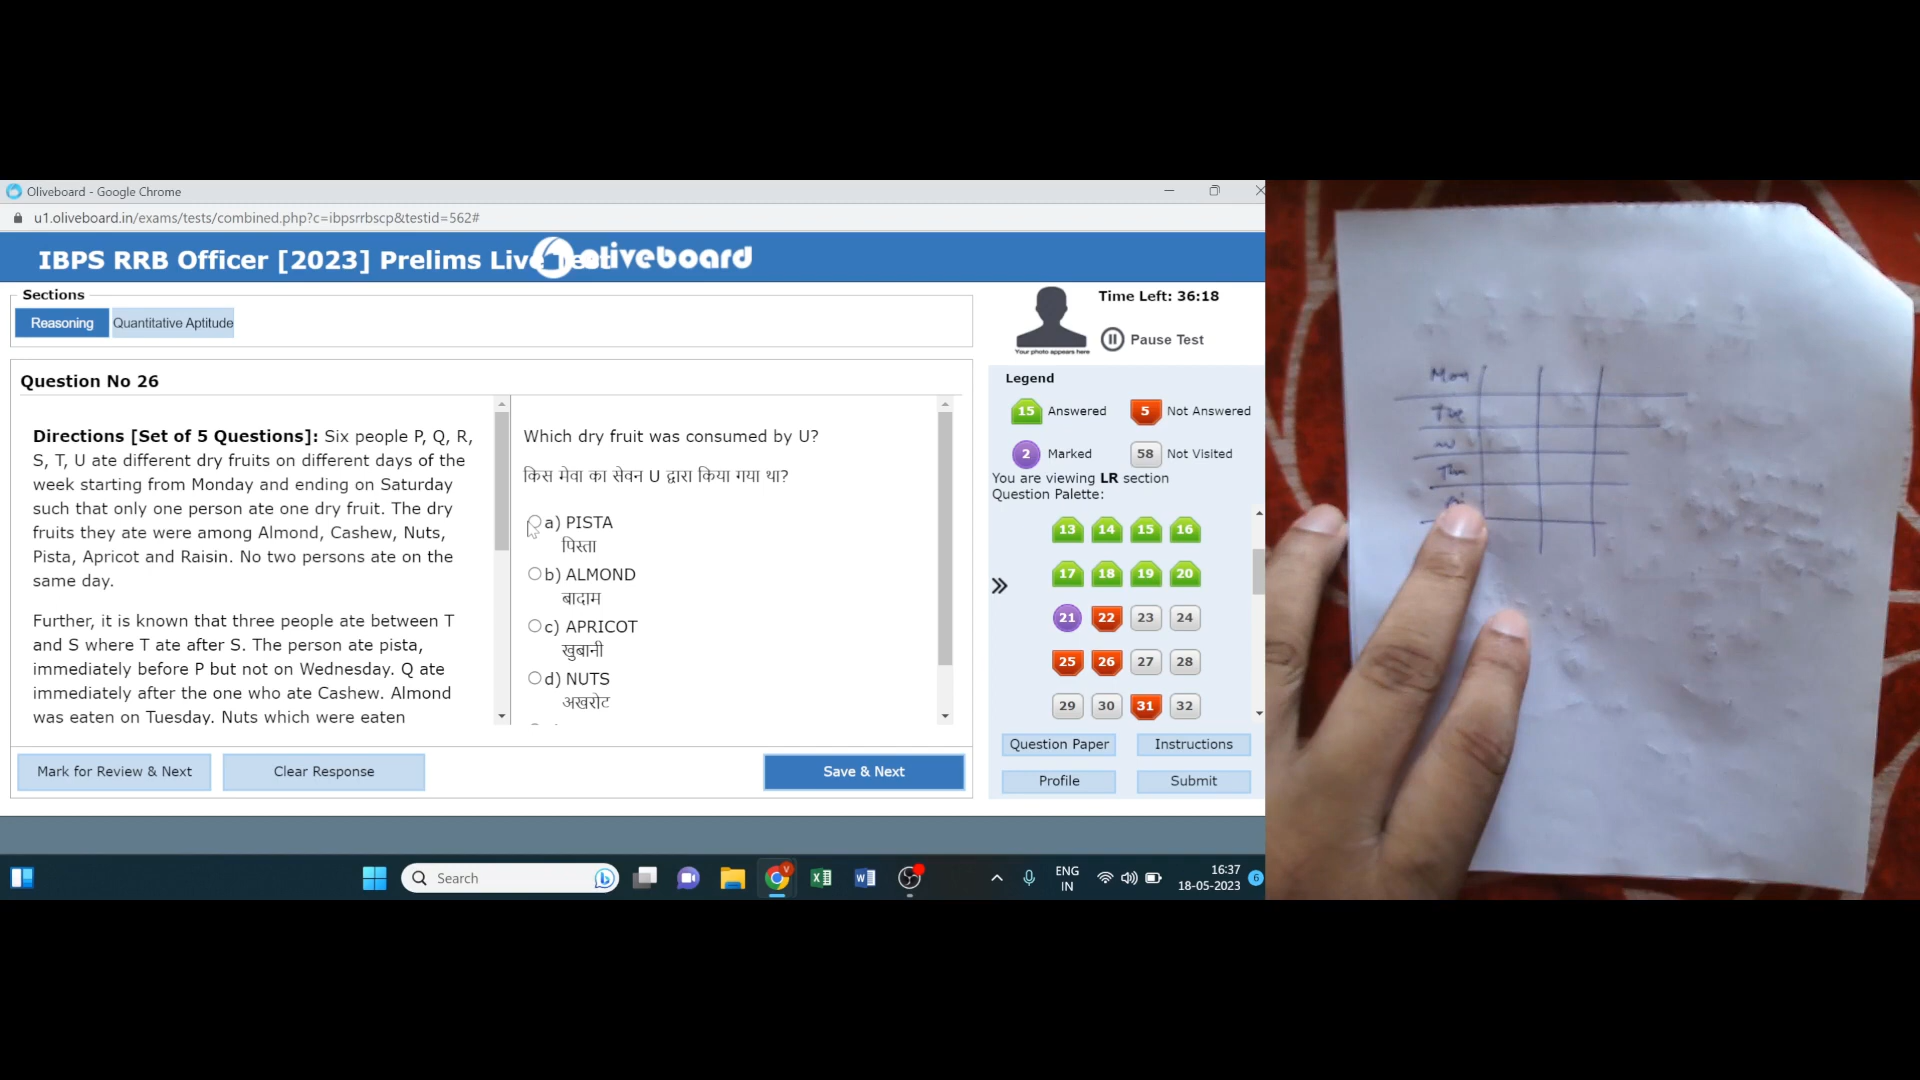 Oliveboard - Google Chrome
u1.oliveboard.in/exams/tests/combined.php?c=ibpsrrbscp&testid=562#
IBPS RRB Officer [2023] Prelims Live
oliveboard
Sections
Reasoning
Quantitative Aptitude
Question No 26
Directions [Set of 5 Questions]: Six people P, Q, R,
S, T, U ate different dry fruits on different days of the
week starting from Monday and ending on Saturday
such that only one person ate one dry fruit. The dry
fruits they ate were among Almond, Cashew, Nuts,
Pista, Apricot and Raisin. No two persons ate on the
same day.
Further, it is known that three people ate between T
and S where T ate after S. The person ate pista,
immediately before P but not on Wednesday. Q ate
immediately after the one who ate Cashew. Almond
was eaten on Tuesday. Nuts which were eaten
Which dry fruit was consumed by U?
किस मेवा का सेवन U द्वारा किया गया था?
a) PISTA
पिस्ता
b) ALMOND
बादाम
c) APRICOT
खुबानी
d) NUTS
अखरोट
Mark for Review & Next
Clear Response
Save & Next
Your photo appears here
Time Left: 36:18
Pause Test
Legend
15 Answered
5 Not Answered
2 Marked
58 Not Visited
You are viewing LR section
Question Palette:
13 14 15 16
17 18 19 20
21 22 23 24
25 26 27 28
29 30 31 32
Question Paper
Instructions
Profile
Submit
Search
ENG
IN
16:37
18-05-2023
6
Mon
Tue
W
Thu